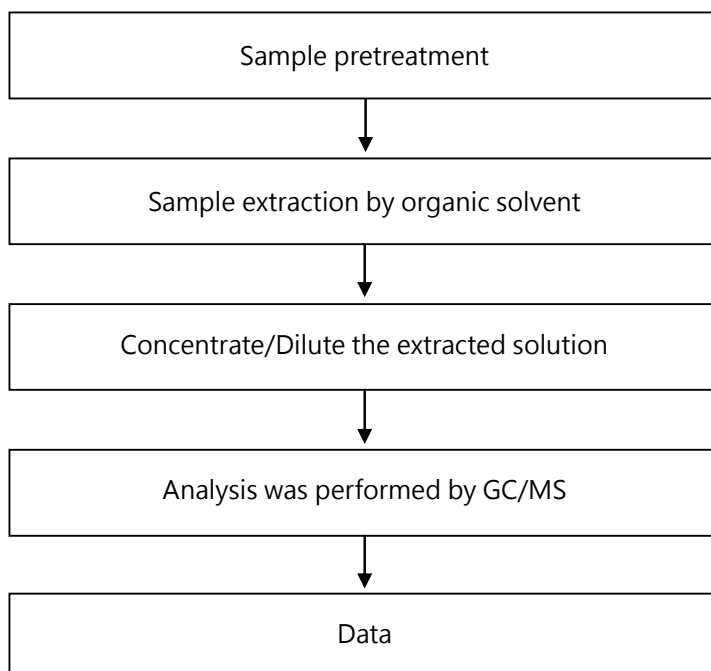 Sample pretreatment
Sample extraction by organic solvent
Concentrate/Dilute the extracted solution
Analysis was performed by GC/MS
Data